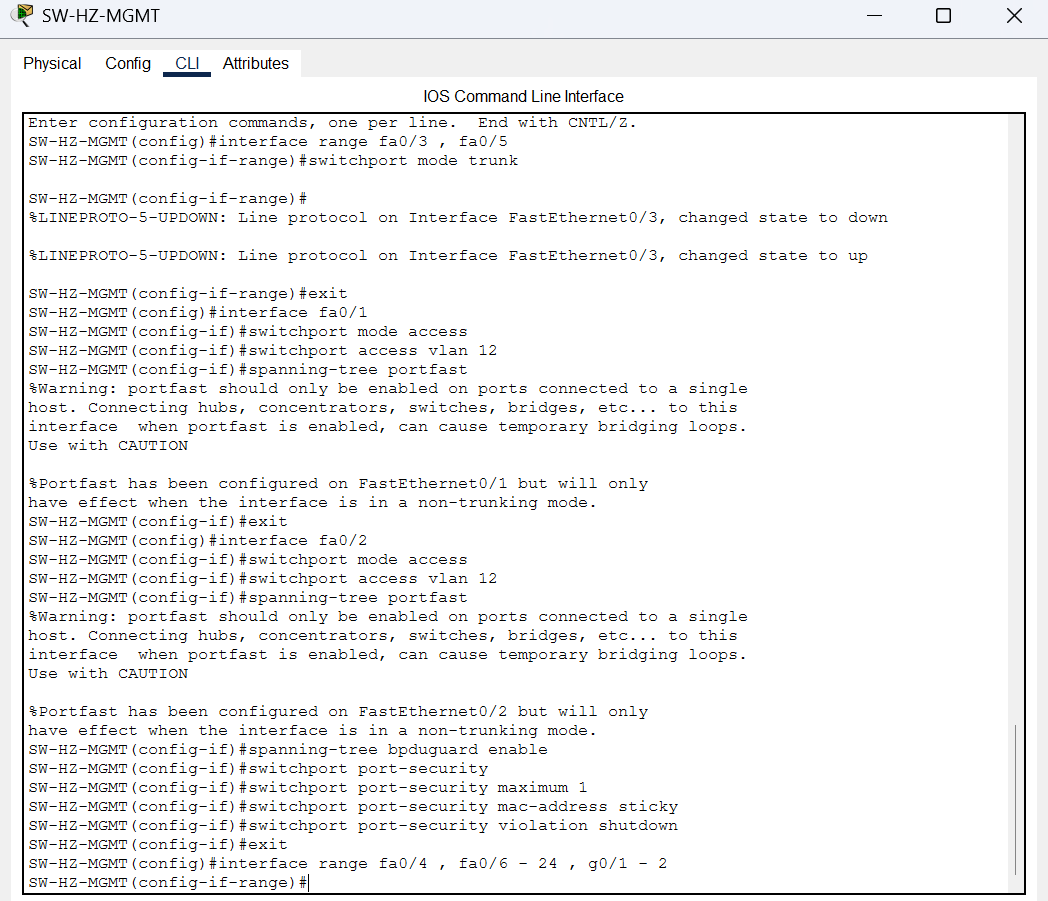 SW-HZ-MGMT
Physical Config CLI Attributes
IOS Command Line Interface
Enter configuration commands, one per line.  End with CNTL/Z.
SW-HZ-MGMT(config)#interface range fa0/3 , fa0/5
SW-HZ-MGMT(config-if-range)#switchport mode trunk
SW-HZ-MGMT(config-if-range)#
%LINEPROTO-5-UPDOWN: Line protocol on Interface FastEthernet0/3, changed state to down
%LINEPROTO-5-UPDOWN: Line protocol on Interface FastEthernet0/3, changed state to up
SW-HZ-MGMT(config-if-range)#exit
SW-HZ-MGMT(config)#interface fa0/1
SW-HZ-MGMT(config-if)#switchport mode access
SW-HZ-MGMT(config-if)#switchport access vlan 12
SW-HZ-MGMT(config-if)#spanning-tree portfast
%Warning: portfast should only be enabled on ports connected to a single
host. Connecting hubs, concentrators, switches, bridges, etc... to this
interface  when portfast is enabled, can cause temporary bridging loops.
Use with CAUTION
%Portfast has been configured on FastEthernet0/1 but will only
have effect when the interface is in a non-trunking mode.
SW-HZ-MGMT(config-if)#exit
SW-HZ-MGMT(config)#interface fa0/2
SW-HZ-MGMT(config-if)#switchport mode access
SW-HZ-MGMT(config-if)#switchport access vlan 12
SW-HZ-MGMT(config-if)#spanning-tree portfast
%Warning: portfast should only be enabled on ports connected to a single
host. Connecting hubs, concentrators, switches, bridges, etc... to this
interface  when portfast is enabled, can cause temporary bridging loops.
Use with CAUTION
%Portfast has been configured on FastEthernet0/2 but will only
have effect when the interface is in a non-trunking mode.
SW-HZ-MGMT(config-if)#spanning-tree bpduguard enable
SW-HZ-MGMT(config-if)#switchport port-security
SW-HZ-MGMT(config-if)#switchport port-security maximum 1
SW-HZ-MGMT(config-if)#switchport port-security mac-address sticky
SW-HZ-MGMT(config-if)#switchport port-security violation shutdown
SW-HZ-MGMT(config-if)#exit
SW-HZ-MGMT(config)#interface range fa0/4 , fa0/6 - 24 , g0/1 - 2
SW-HZ-MGMT(config-if-range)#